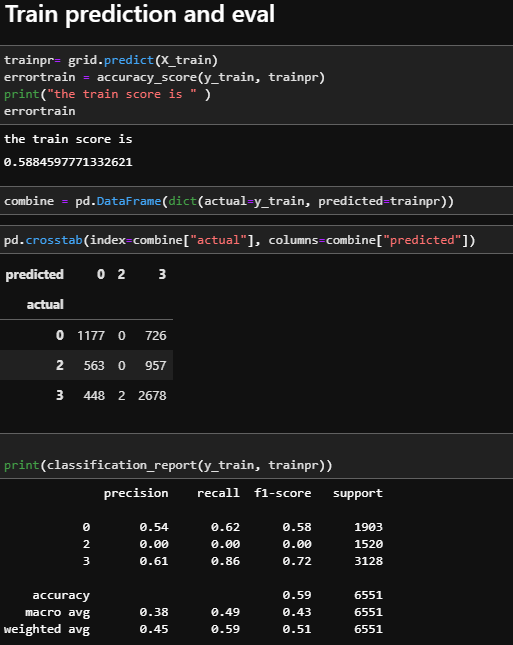 Train prediction and eval
trainpr= grid.predict(X_train)
errortrain = accuracy_score(y_train, trainpr)
print("the train score is " )
errortrain
the train score is
0.5884597771332621
combine = pd.DataFrame(dict(actual=y_train, predicted=trainpr))
pd.crosstab(index=combine["actual"], columns=combine["predicted"])
predicted 0 2 3
actual
0 1177 0 726
2 563 0 957
3 448 2 2678
print(classification_report(y_train, trainpr))
precision recall f1-score support
0 0.54 0.62 0.58 1903
2 0.00 0.00 0.00 1520
3 0.61 0.86 0.72 3128
accuracy 0.59 6551
macro avg 0.38 0.49 0.43 6551
weighted avg 0.45 0.59 0.51 6551